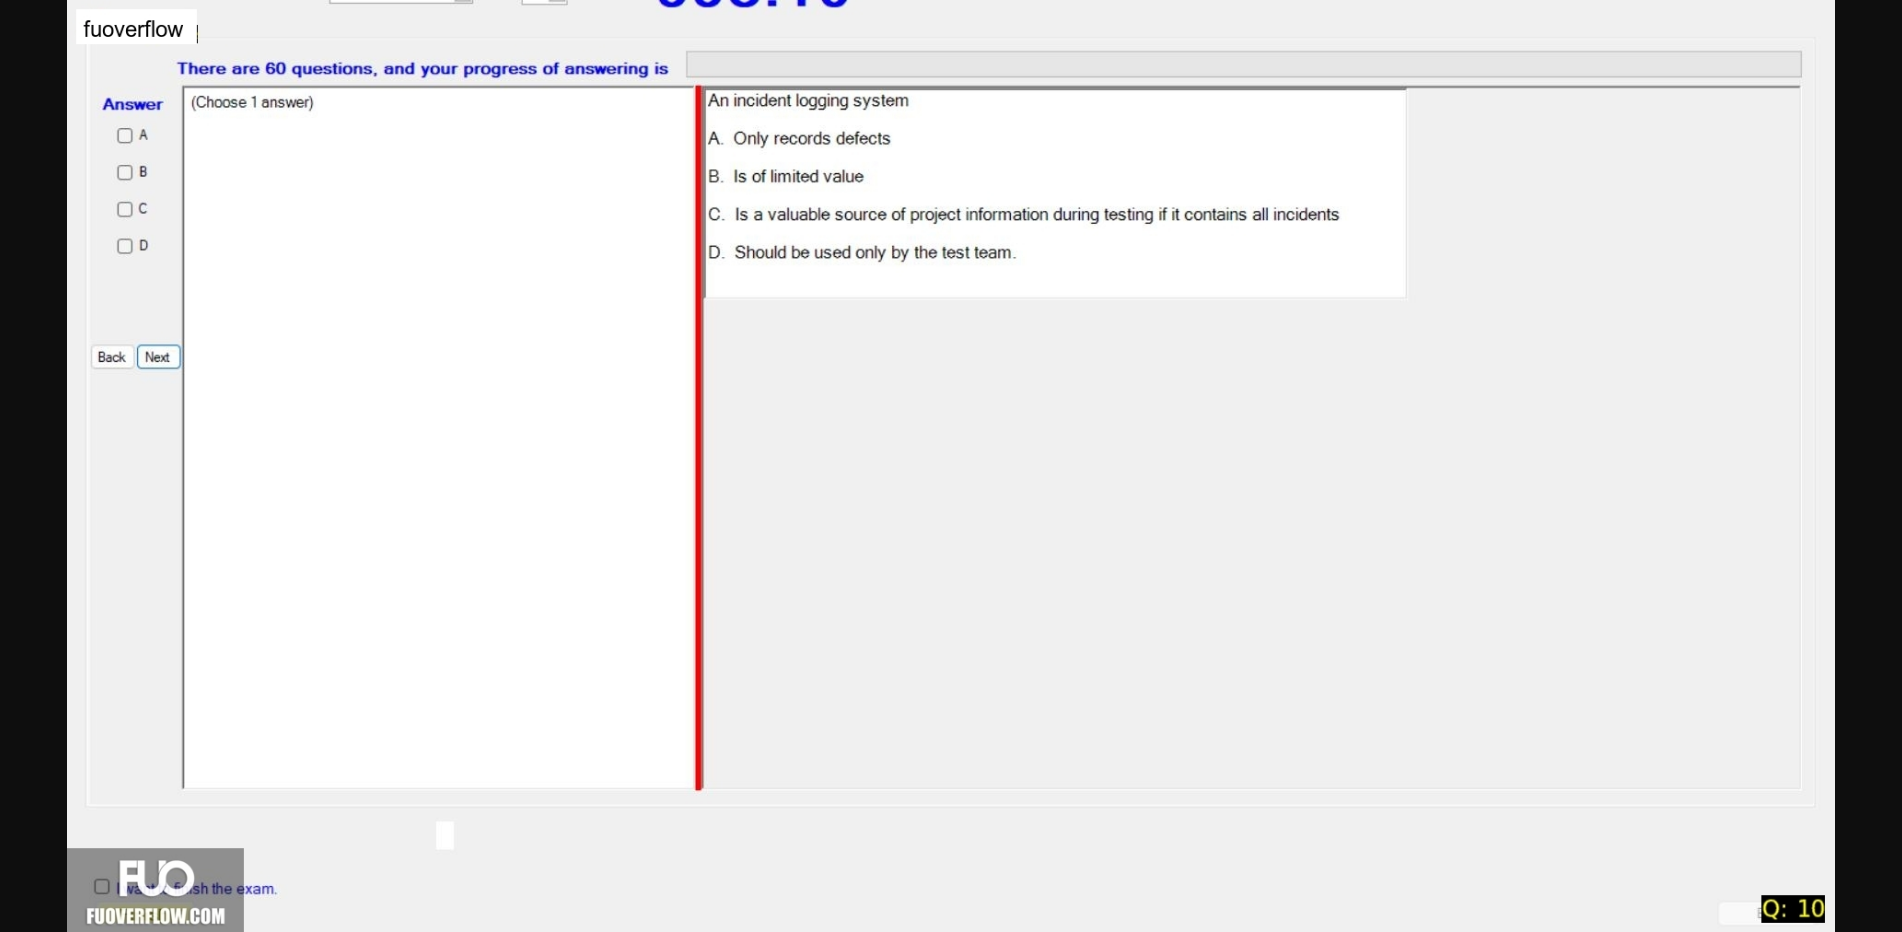 fuoverflow
There are 60 questions, and your progress of answering is
Answer
(Choose 1 answer)
A
B
C
D
Back Next
An incident logging system
A. Only records defects
B. Is of limited value
C. Is a valuable source of project information during testing if it contains all incidents
D. Should be used only by the test team.
FUO
the exam.
FUOVERFLOW.COM
Q: 10